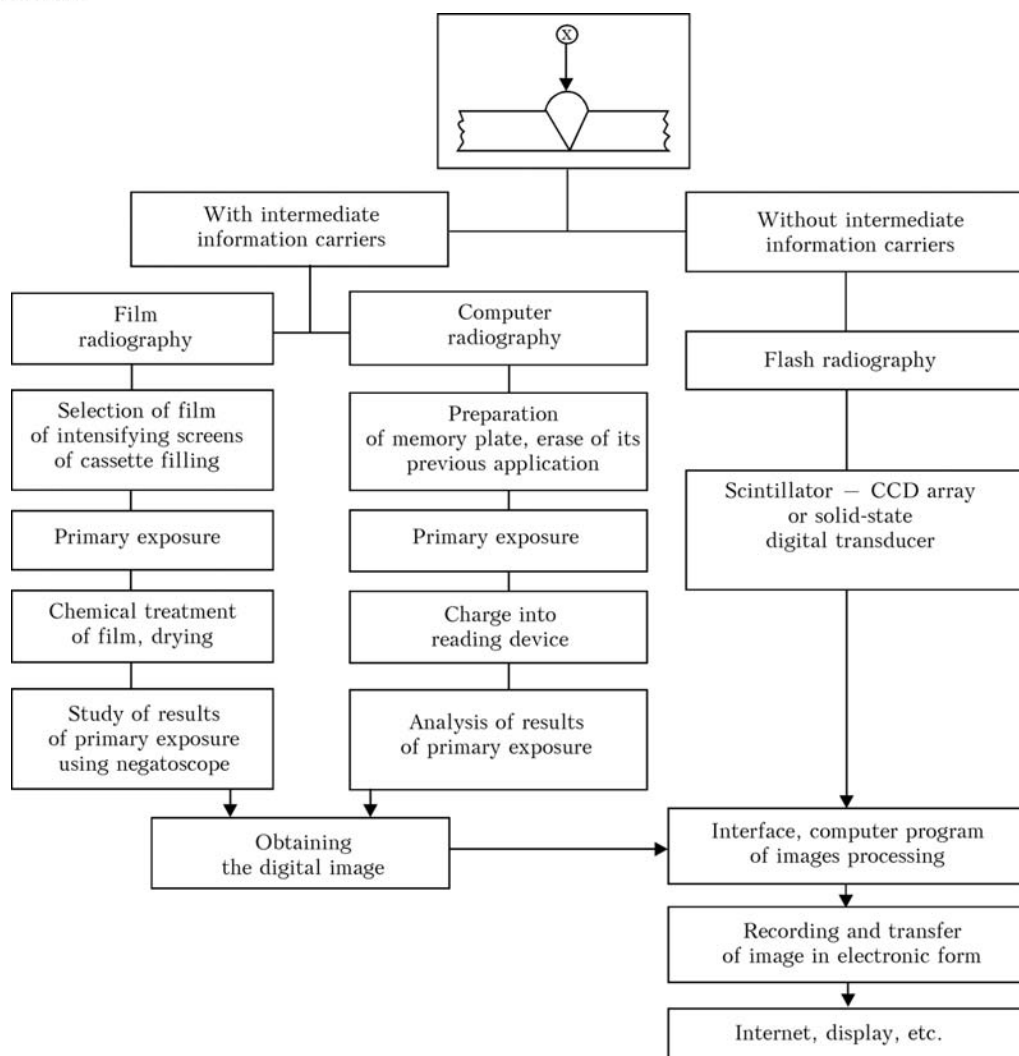 X
With intermediate
information carriers
Without intermediate
information carriers
Film
radiography
Computer
radiography
Flash radiography
Selection of film
of intensifying screens
of cassette filling
Preparation
of memory plate, erase of its
previous application
Scintillator – CCD array
or solid-state
digital transducer
Primary exposure
Primary exposure
Chemical treatment
of film, drying
Charge into
reading device
Study of results
of primary exposure
using negatoscope
Analysis of results
of primary exposure
Obtaining
the digital image
Interface, computer program
of images processing
Recording and transfer
of image in electronic form
Internet, display, etc.